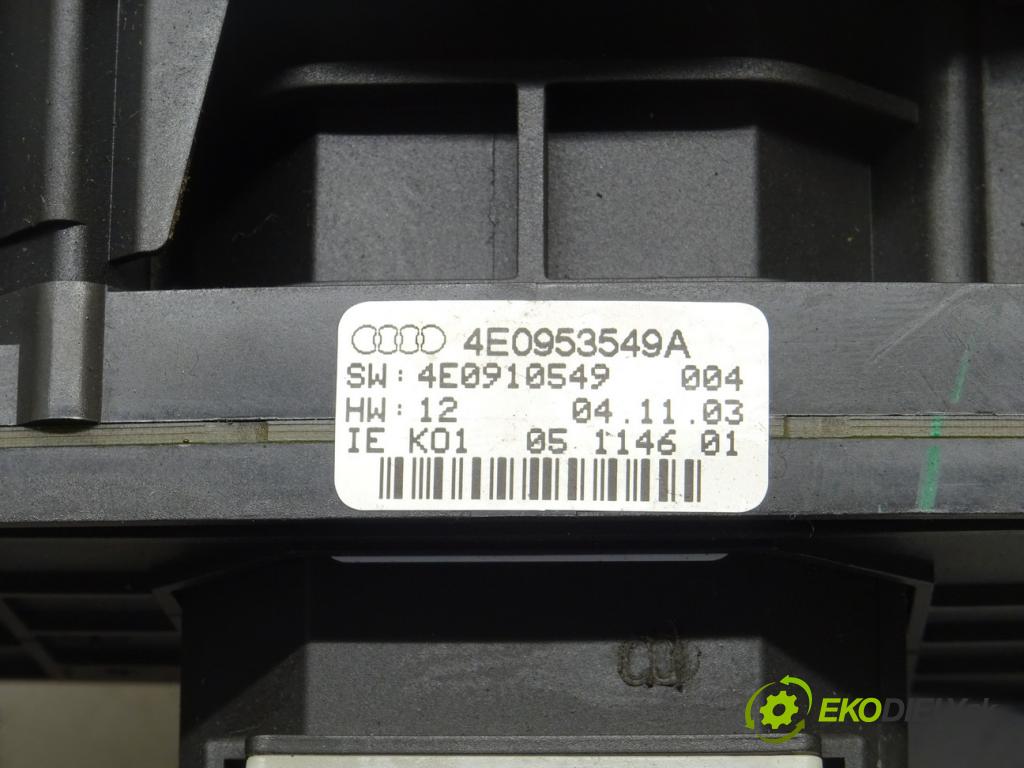 4E0953549A
SW: 4E0910549 004
HW: 12 04.11.03
IE K01 05 1146 01
EKODIELY.sk